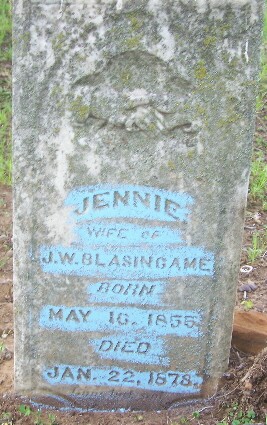 JENNIE
WIFE OF
J.W. BLASINGAME
BORN
MAY 16. 1855
DIED
JAN. 22, 1878.